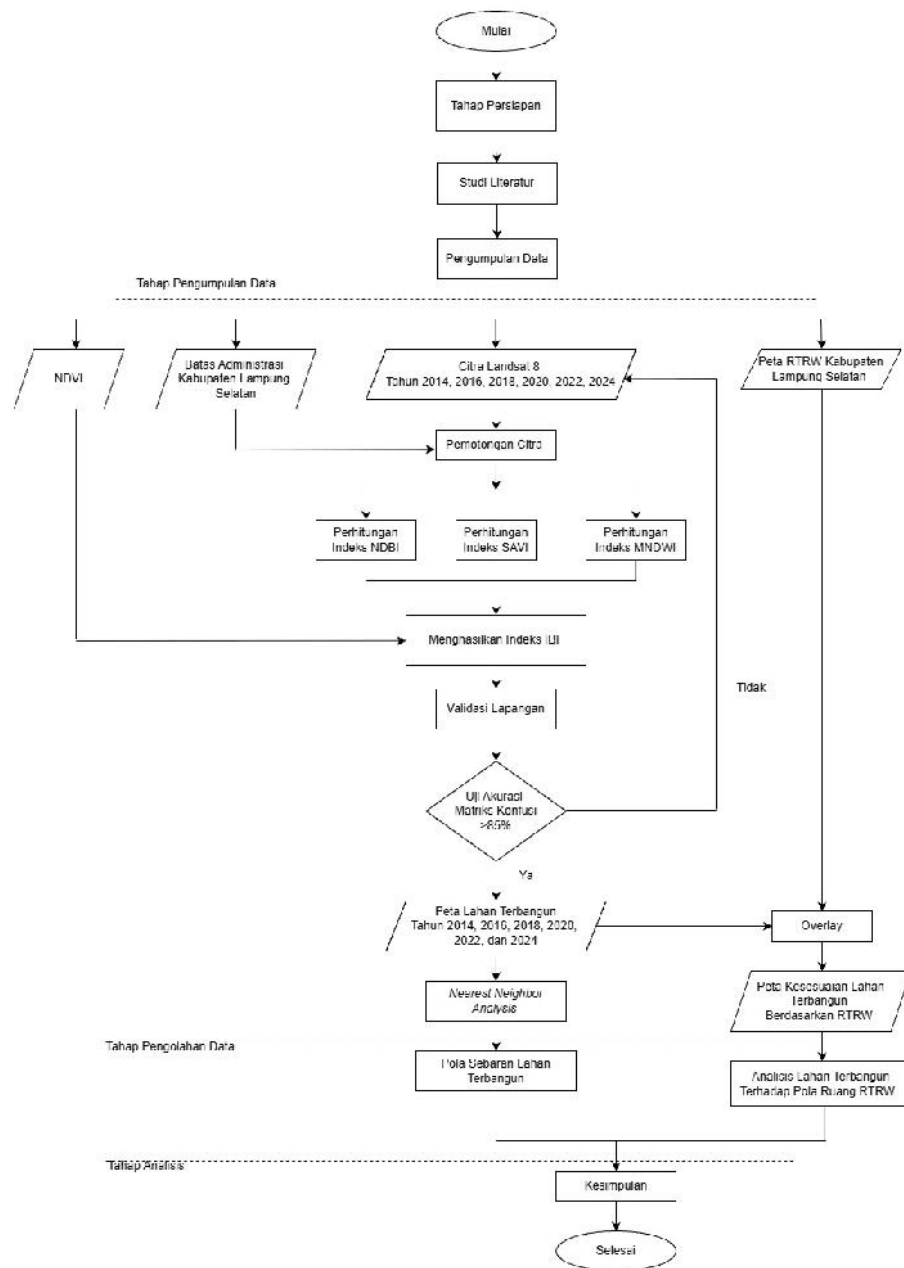 Mulai
Tahap Persiapan
Studi Literatur
Pengumpulan Data
Tahap Pengumpulan Data
NDVI
Batas Administrasi
Kabupaten Lampung
Selatan
Citra Landsat 8
Tahun 2014, 2016, 2018, 2020, 2022, 2024
Peta RTRW Kabupaten
Lampung Selatan
Pemotongan Citra
Perhitungan
Indeks NDBI
Perhitungan
Indeks SAVI
Perhitungan
Indeks MNDWI
Menghasilkan Indeks IBI
Tidak
Validasi Lapangan
Uji Akurasi
Matriks Konfusi
>85%
Ya
Peta Lahan Terbangun
Tahun 2014, 2016, 2018, 2020,
2022, dan 2024
Overlay
Nearest Neighbor
Analysis
Peta Kesesuaian Lahan
Terbangun
Berdasarkan RTRW
Tahap Pengolahan Data
Pola Sebaran Lahan
Terbangun
Analisis Lahan Terbangun
Terhadap Pola Ruang RTRW
Tahap Analisis
Kesimpulan
Selesai